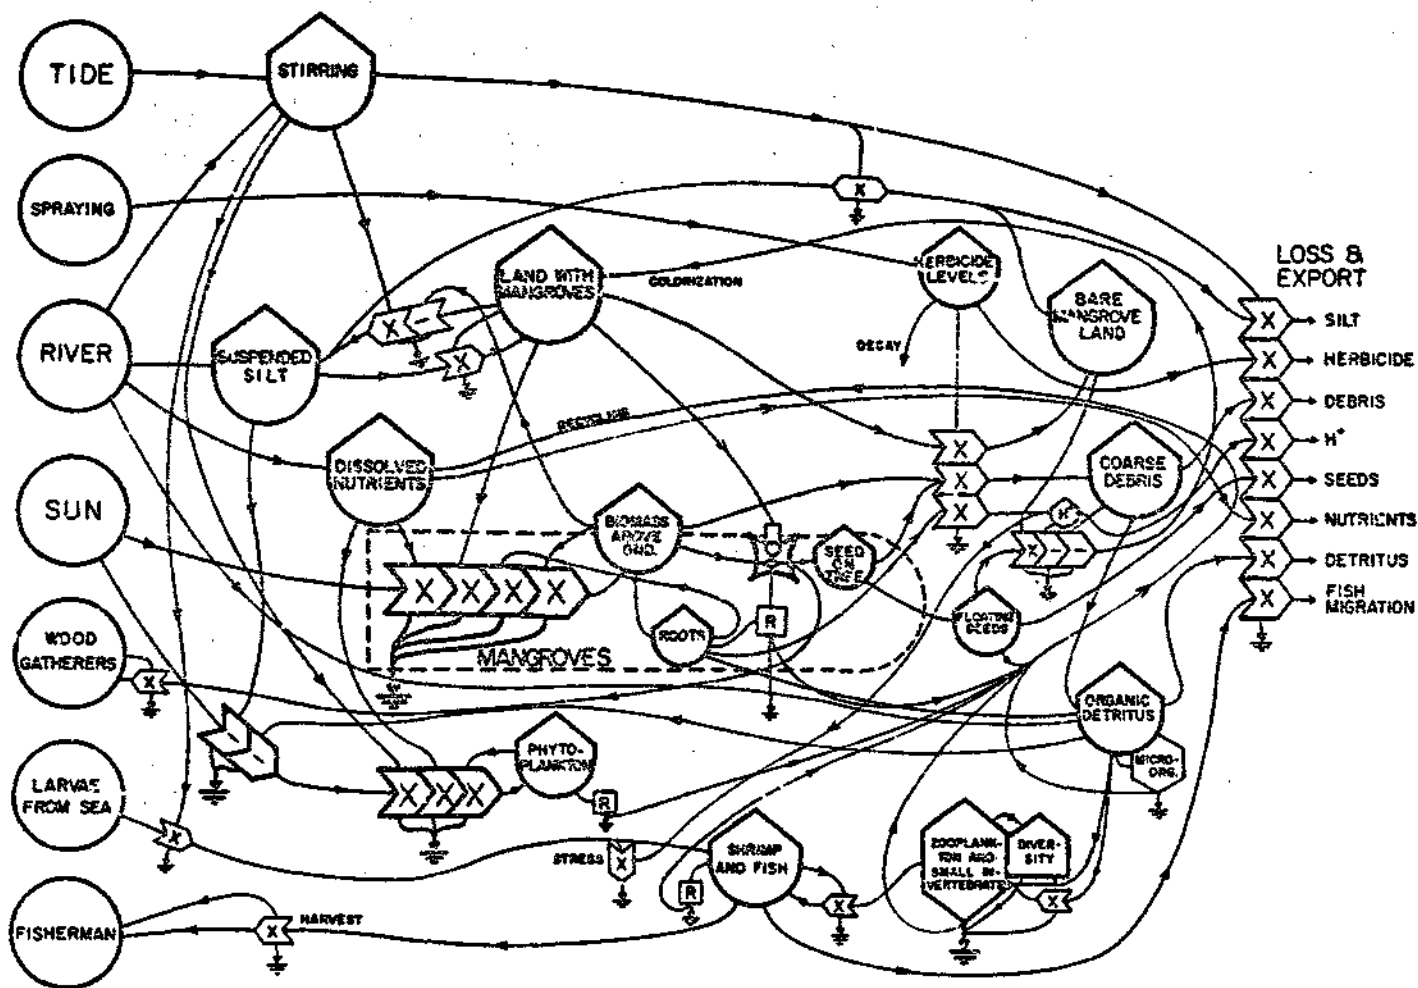 TIDE
STIRRING
SPRAYING
LAND WITH
MANGROVES
COLONIZATION
HERBICIDE
LEVELS
BARE
MANGROVE
LAND
LOSS &
EXPORT
SILT
HERBICIDE
DEBRIS
H+
SEEDS
NUTRIENTS
DETRITUS
FISH
MIGRATION
RIVER
SUSPENDED
SILT
X
DECAY
RECYCLING
DISSOLVED
NUTRIENTS
COARSE
DEBRIS
SUN
BIOMASS
ABOVE
GND.
SEED
ON
TREE
H+
FLOATING
SEEDS
ROOTS
R
MANGROVES
WOOD
GATHERERS
ORGANIC
DETRITUS
MICRO-
ORG.
PHYTO-
PLANKTON
R
LARVAE
FROM SEA
STRESS
SHRIMP
AND FISH
R
ZOOPLANK-
TON AND
SMALL IN-
VERTEBRATE
DIVER-
SITY
FISHERMAN
HARVEST